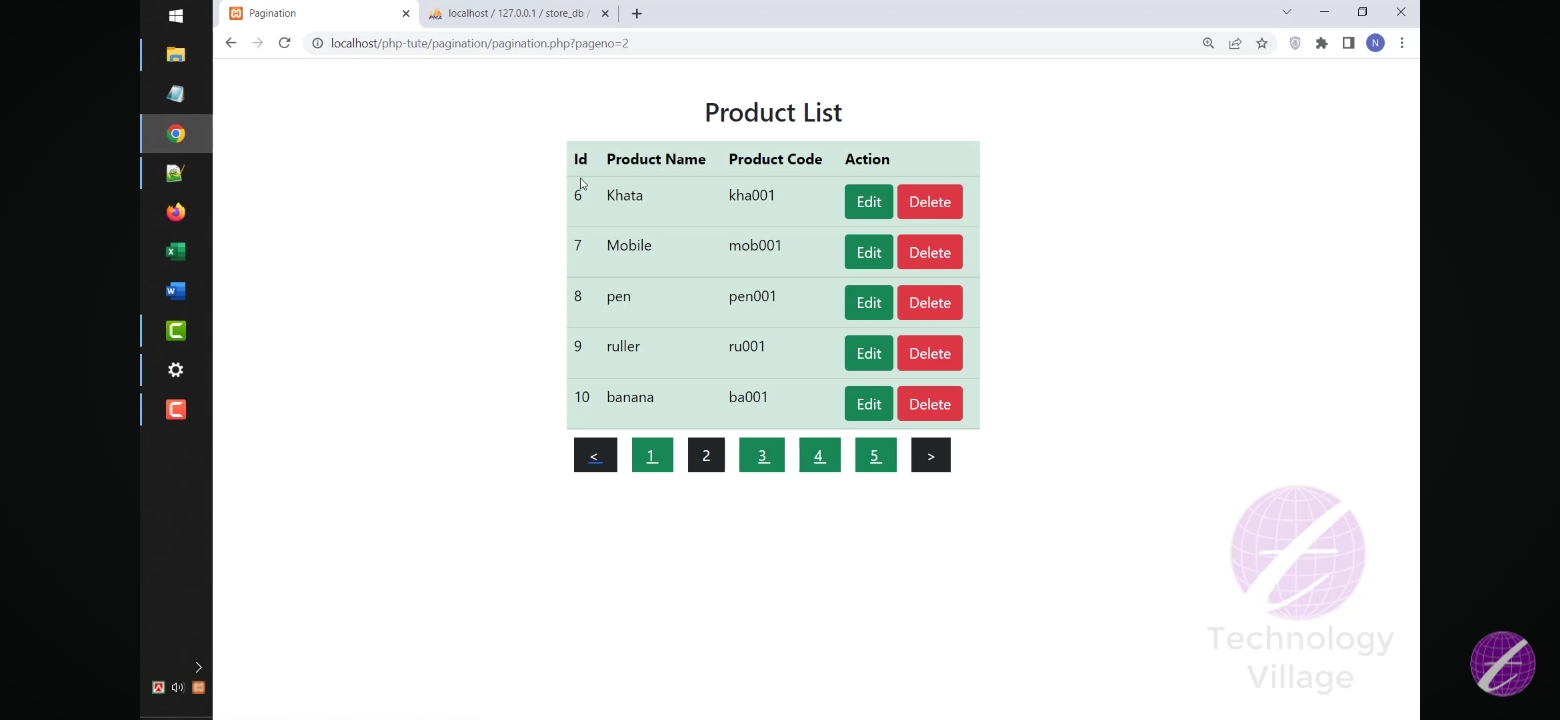 Pagination
localhost / 127.0.0.1 / store_db /
localhost/php-tute/pagination/pagination.php?pageno=2
N
Product List
Id Product Name Product Code Action
6 Khata kha001 Edit Delete
7 Mobile mob001 Edit Delete
8 pen pen001 Edit Delete
9 ruller ru001 Edit Delete
10 banana ba001 Edit Delete
< 1 2 3 4 5 >
Technology
Village